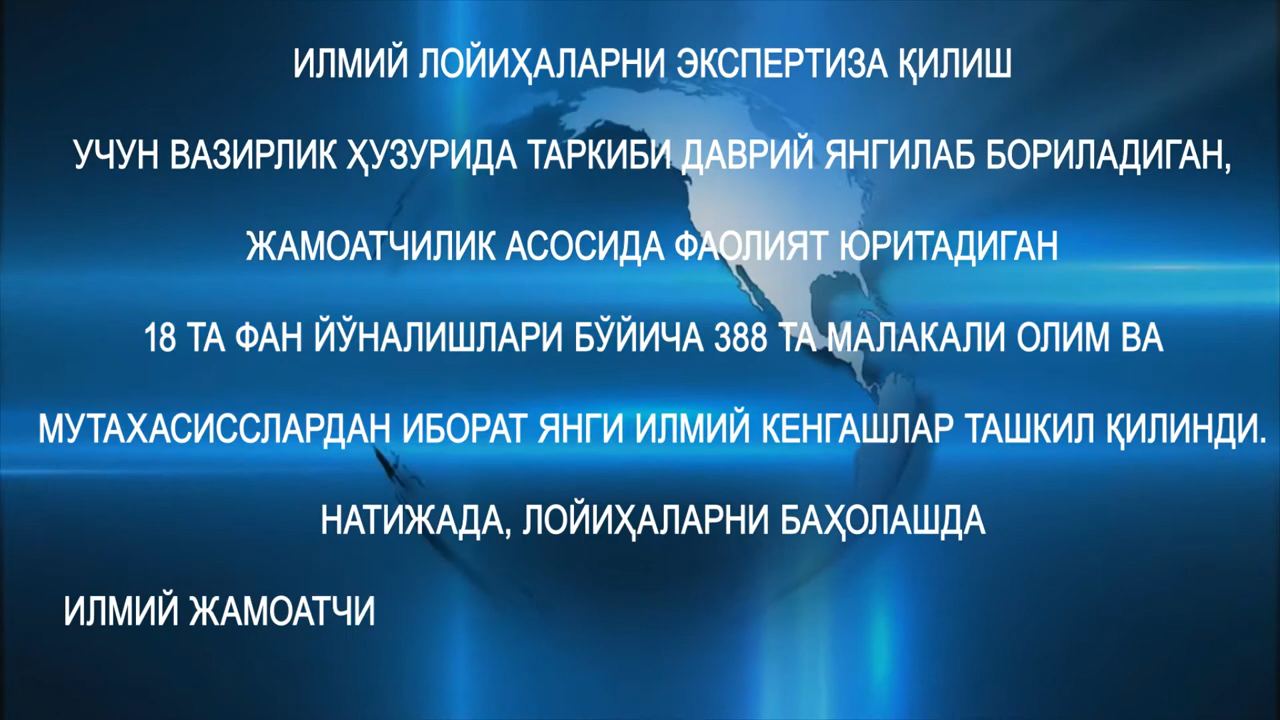 ИЛМИЙ ЛОЙИҲАЛАРНИ ЭКСПЕРТИЗА ҚИЛИШ
УЧУН ВАЗИРЛИК ҲУЗУРИДА ТАРКИБИ ДАВРИЙ ЯНГИЛАБ БОРИЛАДИГАН,
ЖАМОАТЧИЛИК АСОСИДА ФАОЛИЯТ ЮРИТАДИГАН
18 ТА ФАН ЙЎНАЛИШЛАРИ БЎЙИЧА 388 ТА МАЛАКАЛИ ОЛИМ ВА
МУТАХАСИССЛАРДАН ИБОРАТ ЯНГИ ИЛМИЙ КЕНГАШЛАР ТАШКИЛ ҚИЛИНДИ.
НАТИЖАДА, ЛОЙИҲАЛАРНИ БАҲОЛАШДА
ИЛМИЙ ЖАМОАТЧИ